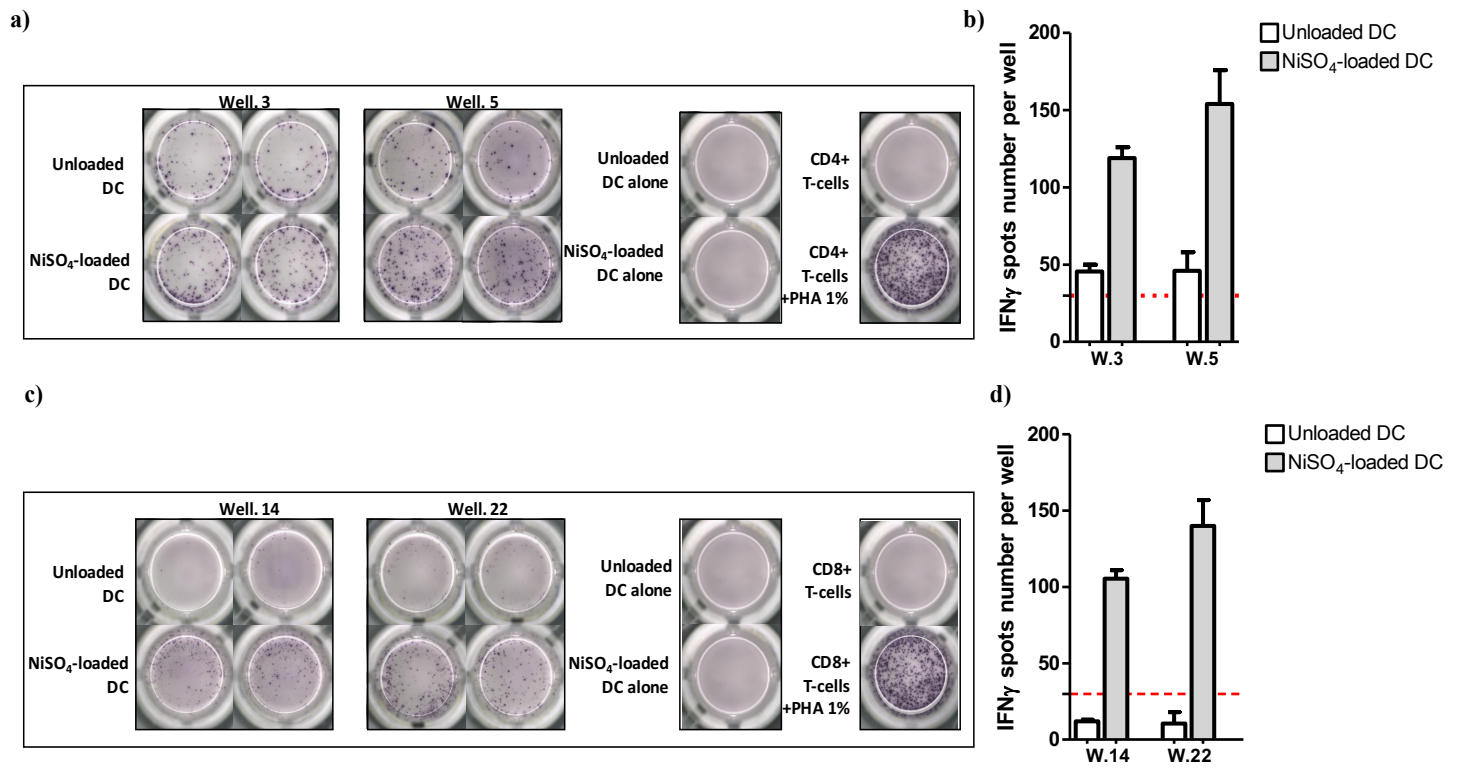 a)
Well. 3
Well. 5
Unloaded
DC
NiSO₄-loaded
DC
Unloaded
DC alone
NiSO₄-loaded
DC alone
CD4+
T-cells
CD4+
T-cells
+PHA 1%
b)
IFNγ spots number per well
200
150
100
50
0
W.3
W.5
Unloaded DC
NiSO₄-loaded DC
c)
Well. 14
Well. 22
Unloaded
DC
NiSO₄-loaded
DC
Unloaded
DC alone
NiSO₄-loaded
DC alone
CD8+
T-cells
CD8+
T-cells
+PHA 1%
d)
IFNγ spots number per well
200
150
100
50
0
W.14
W.22
Unloaded DC
NiSO₄-loaded DC